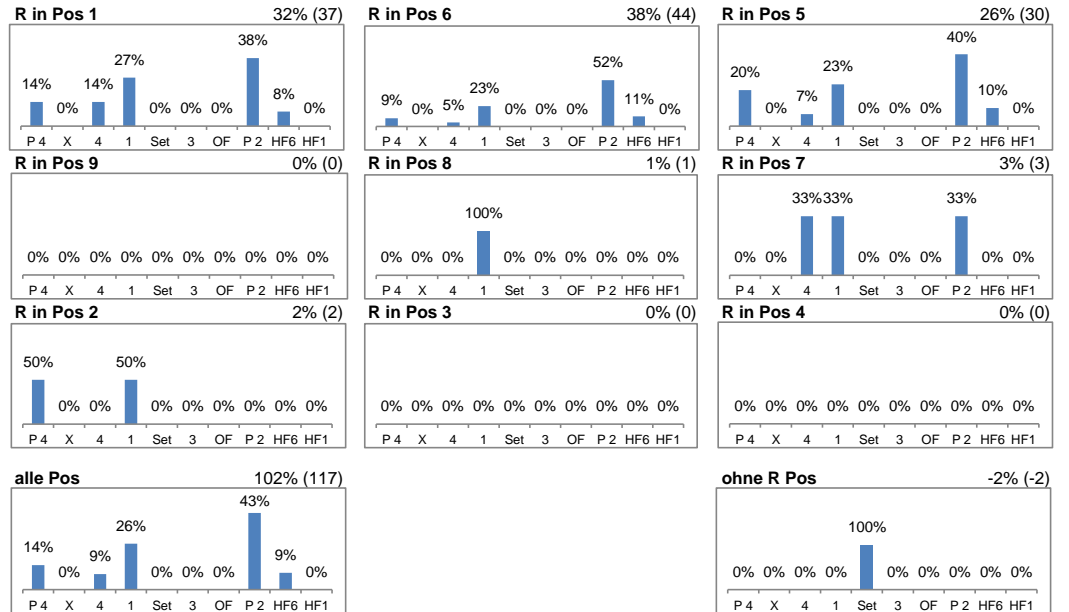 R in Pos 1 32% (37)
38%
27%
14% 14%
8%
0% 0% 0% 0% 0%
P 4 X 4 1 Set 3 OF P 2 HF6 HF1
R in Pos 6 38% (44)
52%
23%
9% 5% 11%
0% 0% 0% 0% 0%
P 4 X 4 1 Set 3 OF P 2 HF6 HF1
R in Pos 5 26% (30)
40%
20% 23%
7% 10%
0% 0% 0% 0% 0%
P 4 X 4 1 Set 3 OF P 2 HF6 HF1
R in Pos 9 0% (0)
0% 0% 0% 0% 0% 0% 0% 0% 0% 0%
P 4 X 4 1 Set 3 OF P 2 HF6 HF1
R in Pos 8 1% (1)
100%
0% 0% 0% 0% 0% 0% 0% 0% 0%
P 4 X 4 1 Set 3 OF P 2 HF6 HF1
R in Pos 7 3% (3)
33% 33% 33%
0% 0% 0% 0% 0% 0% 0%
P 4 X 4 1 Set 3 OF P 2 HF6 HF1
R in Pos 2 2% (2)
50% 50%
0% 0% 0% 0% 0% 0% 0% 0%
P 4 X 4 1 Set 3 OF P 2 HF6 HF1
R in Pos 3 0% (0)
0% 0% 0% 0% 0% 0% 0% 0% 0% 0%
P 4 X 4 1 Set 3 OF P 2 HF6 HF1
R in Pos 4 0% (0)
0% 0% 0% 0% 0% 0% 0% 0% 0% 0%
P 4 X 4 1 Set 3 OF P 2 HF6 HF1
alle Pos 102% (117)
43%
26%
14% 9% 9%
0% 0% 0% 0% 0%
P 4 X 4 1 Set 3 OF P 2 HF6 HF1
ohne R Pos -2% (-2)
100%
0% 0% 0% 0% 0% 0% 0% 0% 0%
P 4 X 4 1 Set 3 OF P 2 HF6 HF1